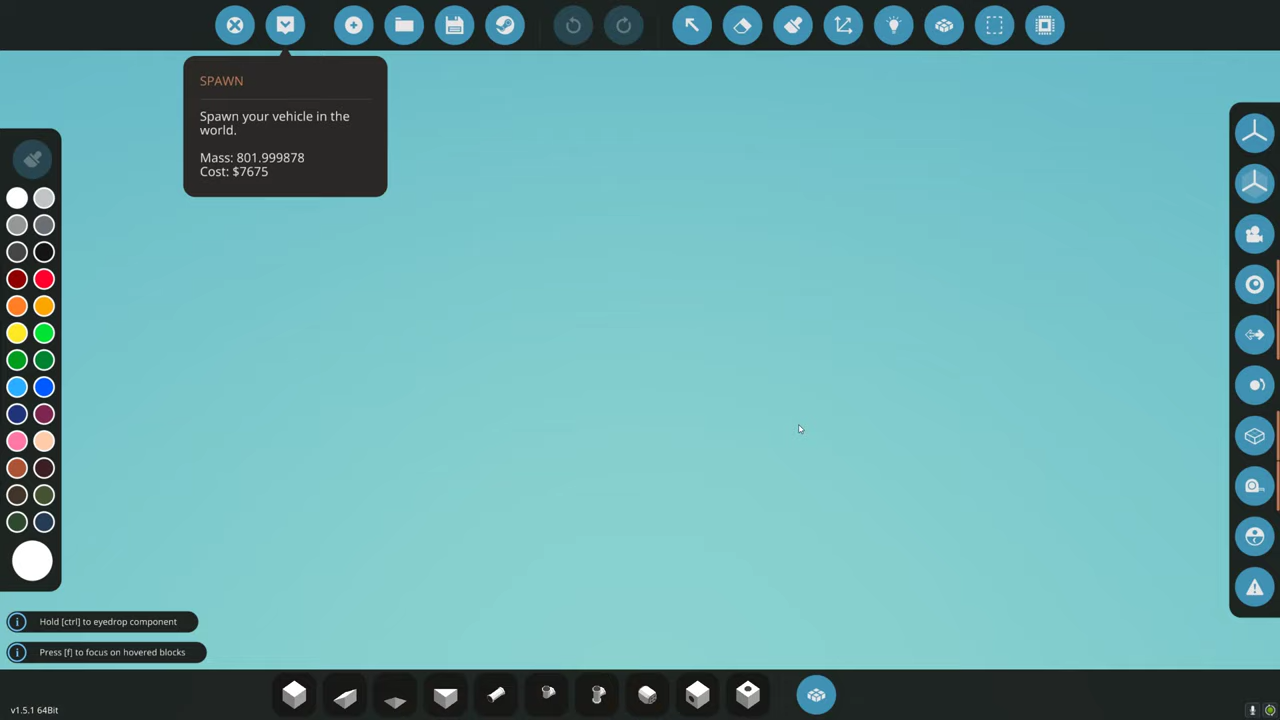 SPAWN
Spawn your vehicle in the
world.
Mass: 801.999878
Cost: $7675
Hold [ctrl] to eyedrop component
Press [f] to focus on hovered blocks
v1.5.1 64Bit